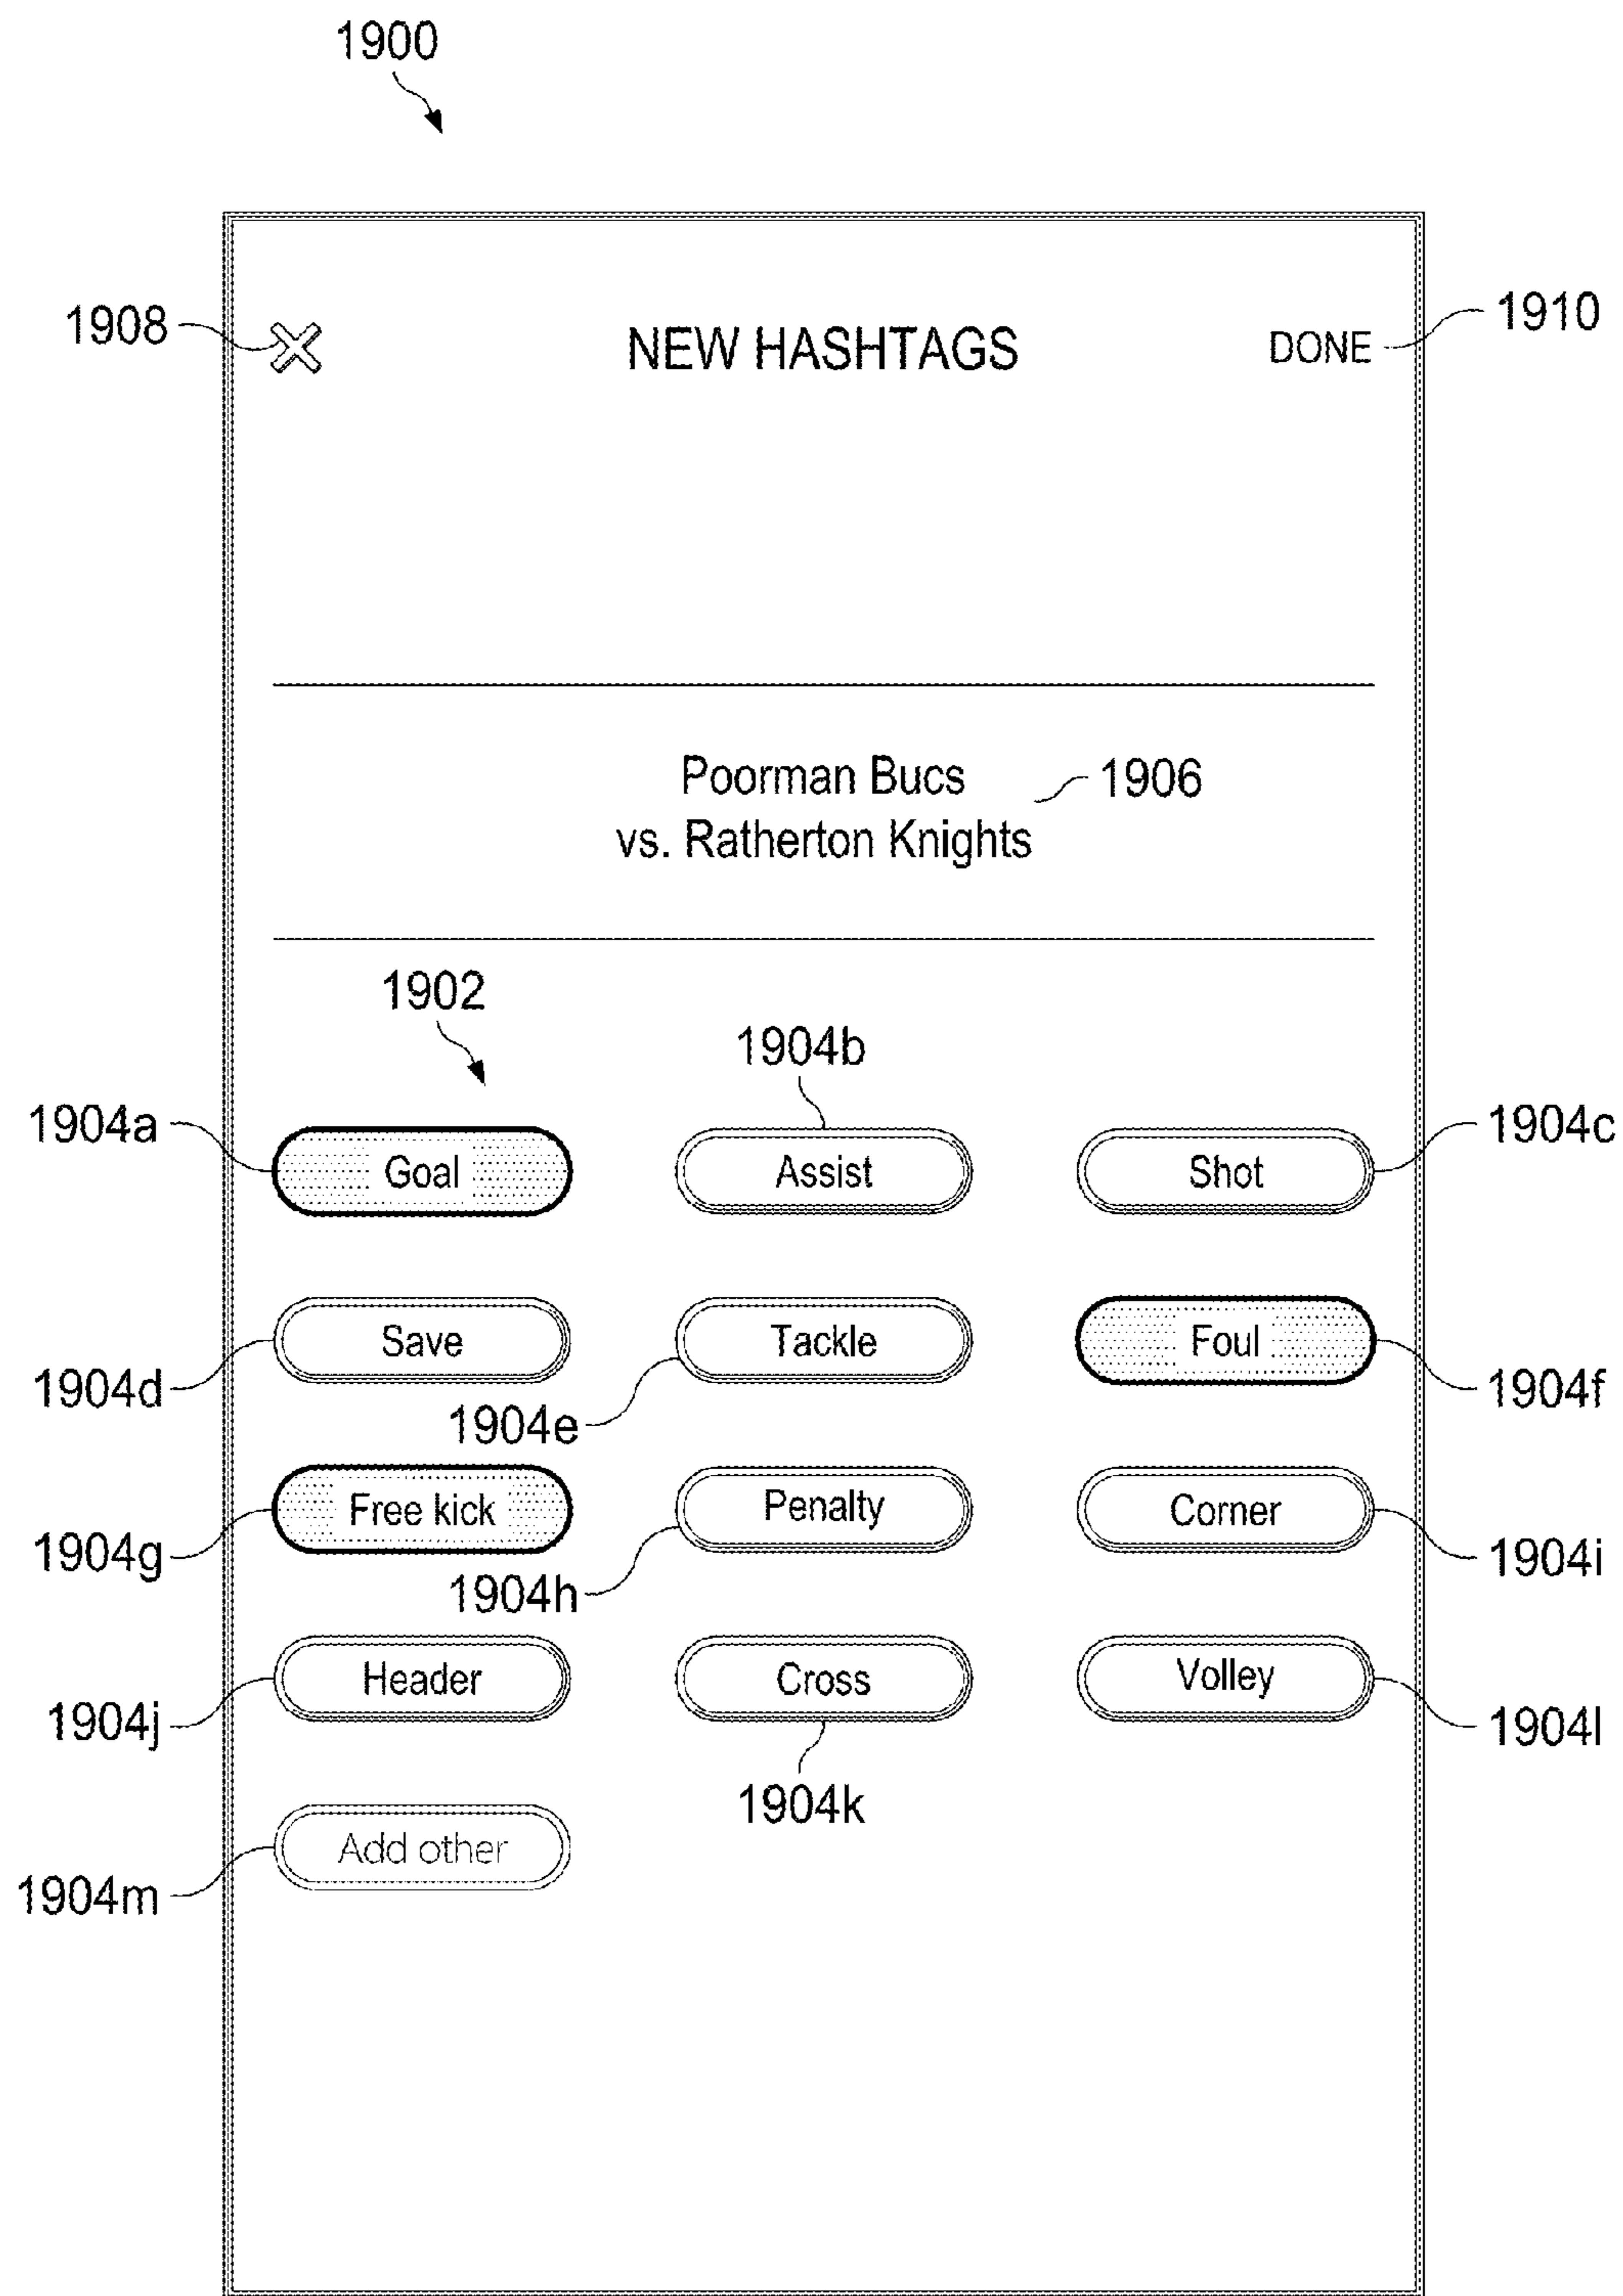 1900
1908
NEW HASHTAGS
DONE
1910
Poorman Bucs
vs. Ratherton Knights
1906
1902
1904a
1904b
1904c
Goal
Assist
Shot
Save
Tackle
Foul
1904d
1904e
1904f
Free kick
Penalty
Corner
1904g
1904h
1904i
Header
Cross
Volley
1904j
1904k
1904l
Add other
1904m